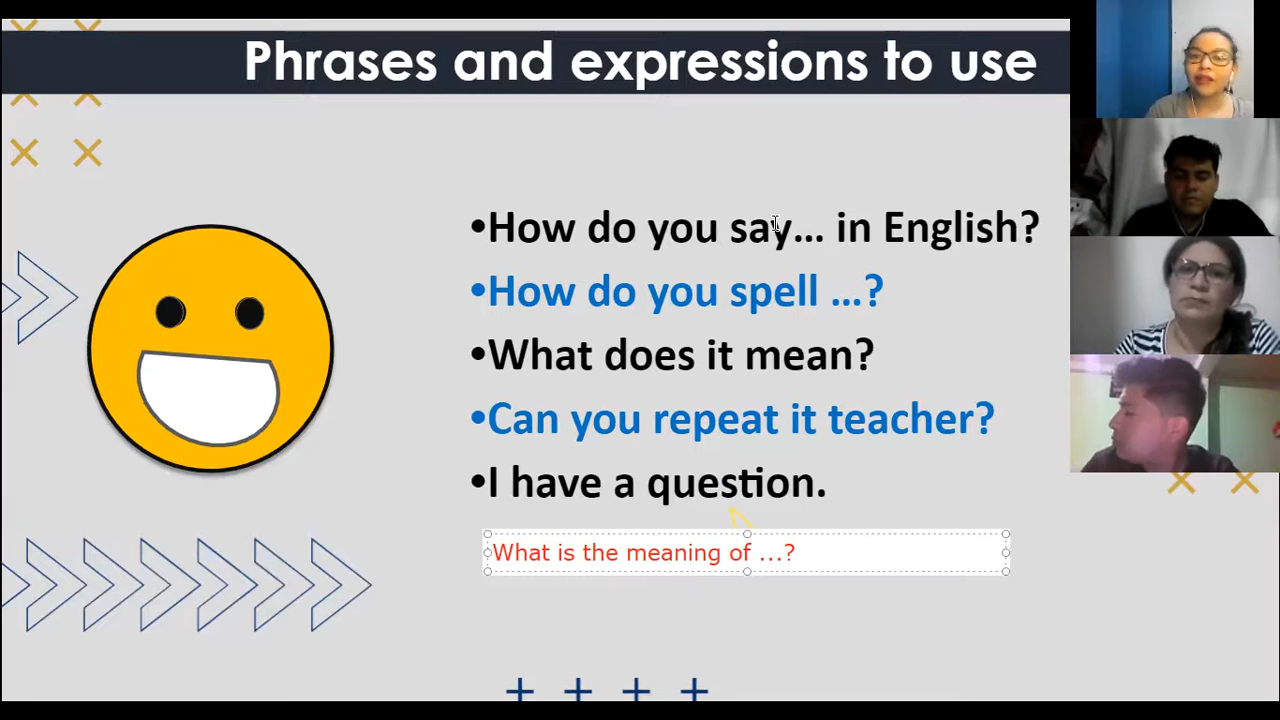 Phrases and expressions to use
•How do you say... in English?
•How do you spell ...?
•What does it mean?
•Can you repeat it teacher?
•I have a question.
What is the meaning of ...?